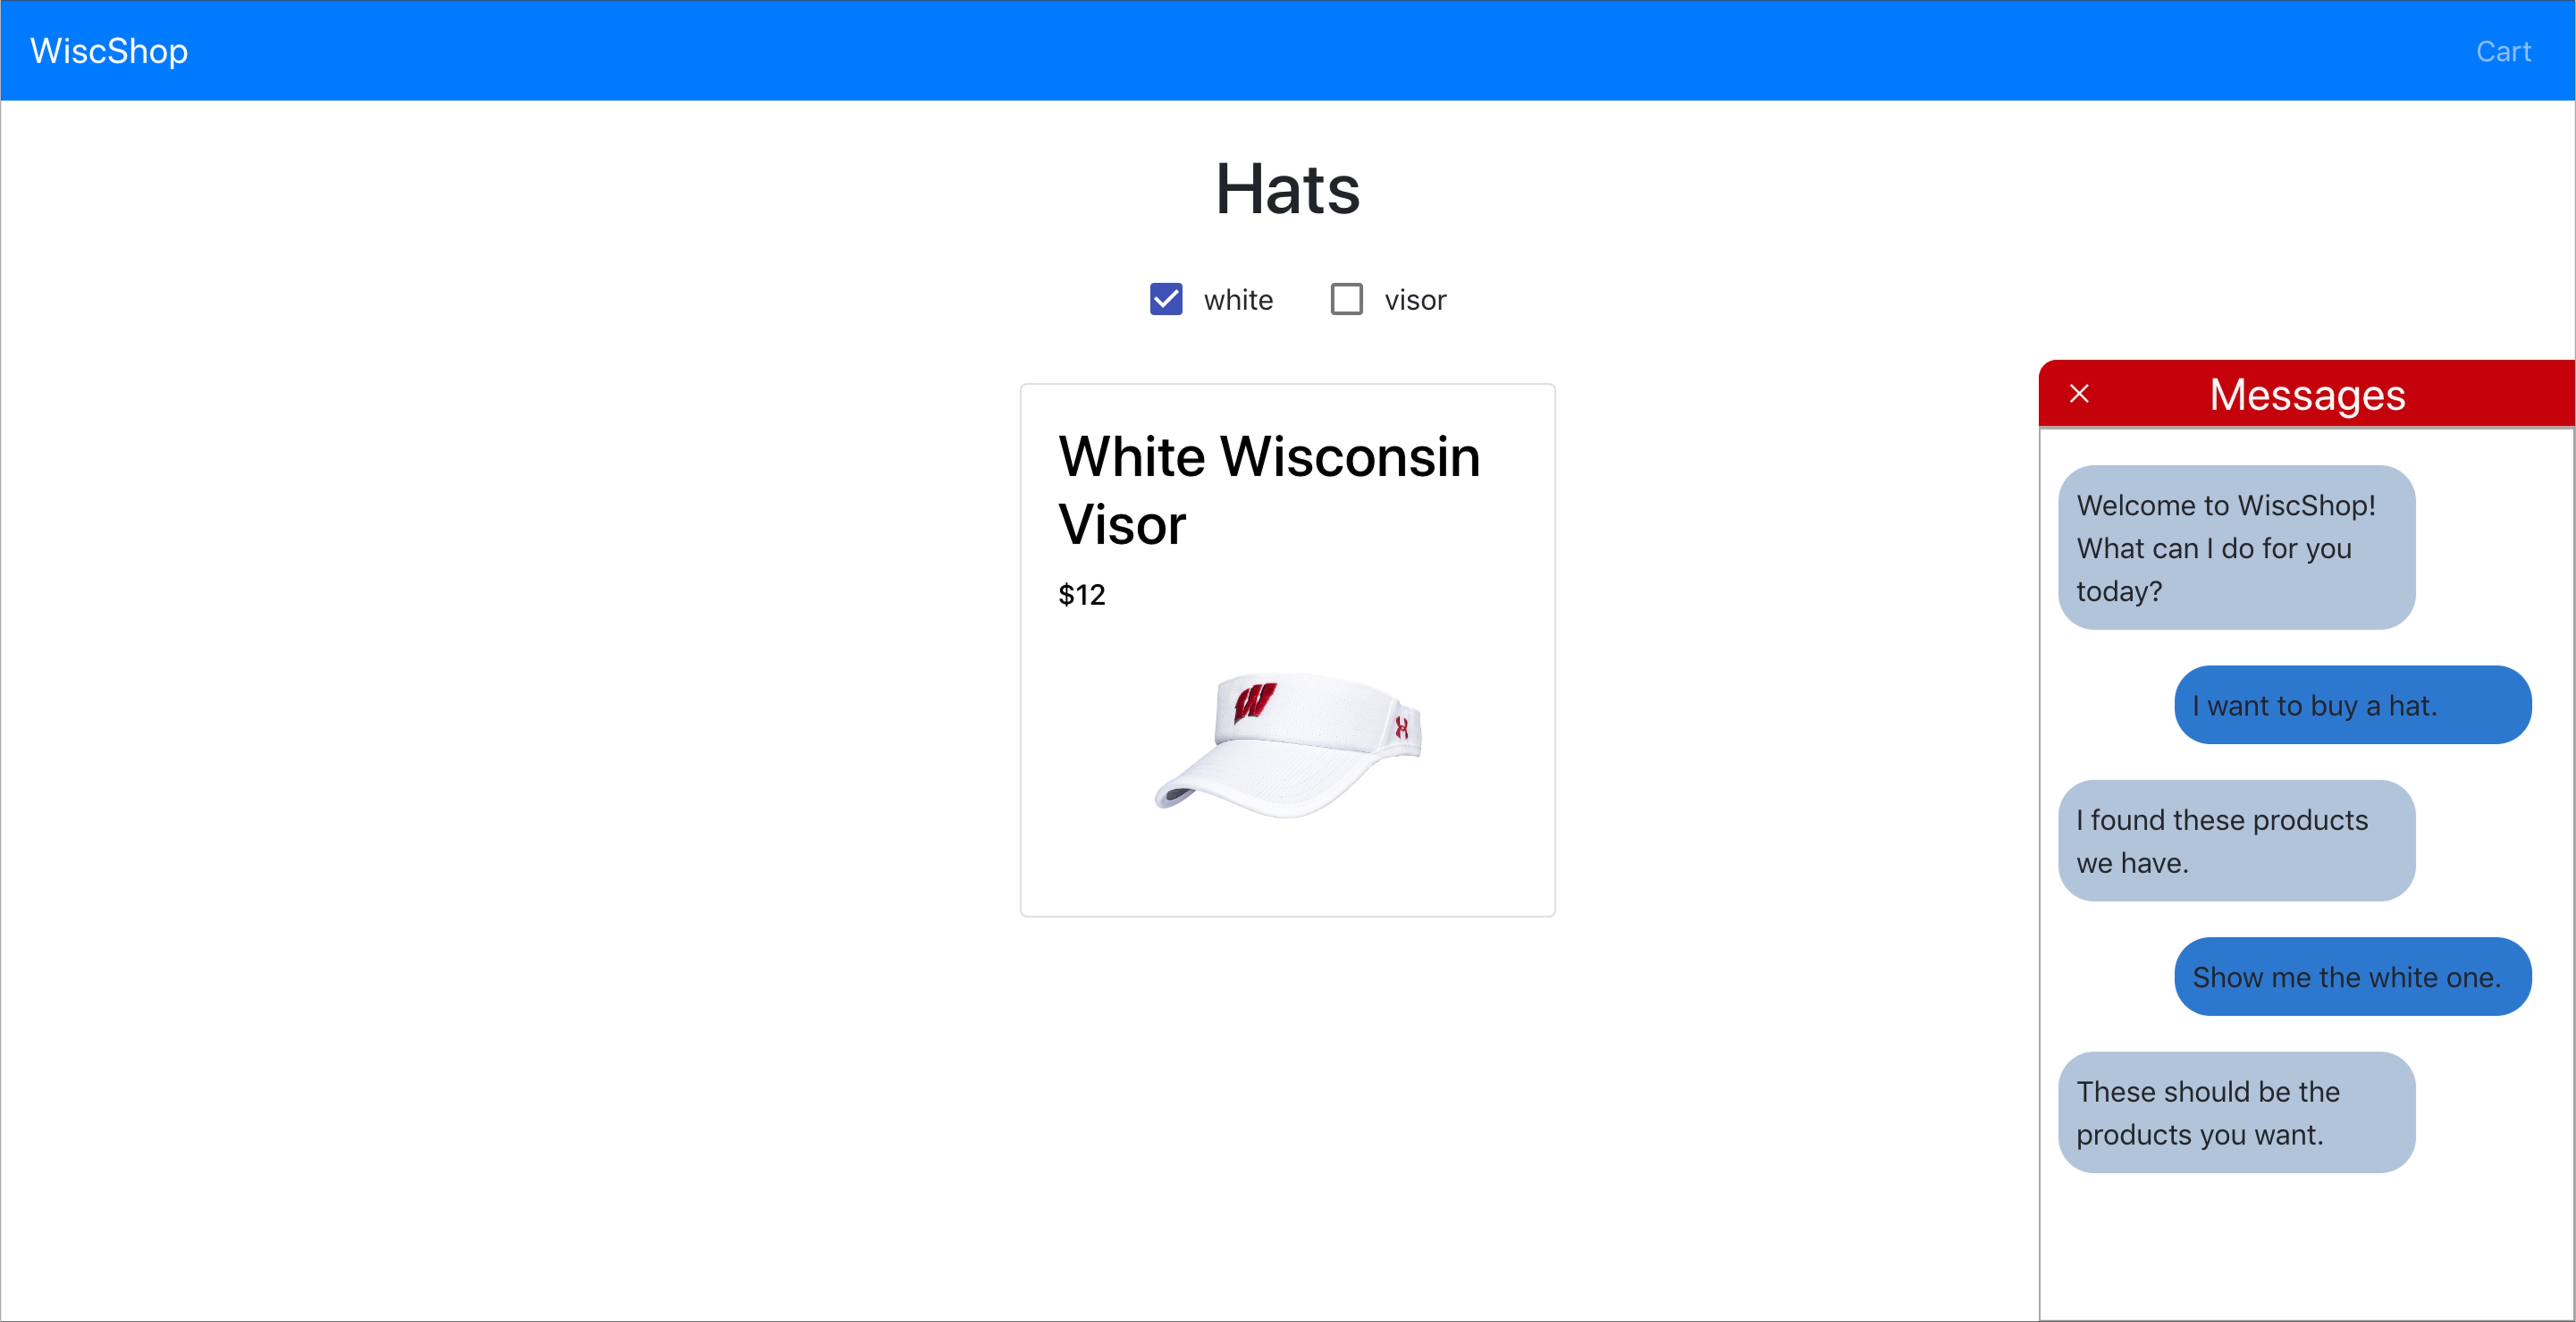 WiscShop
Cart
Hats
white
visor
White Wisconsin
Visor
$12
W
Messages
Welcome to WiscShop!
What can I do for you
today?
I want to buy a hat.
I found these products
we have.
Show me the white one.
These should be the
products you want.